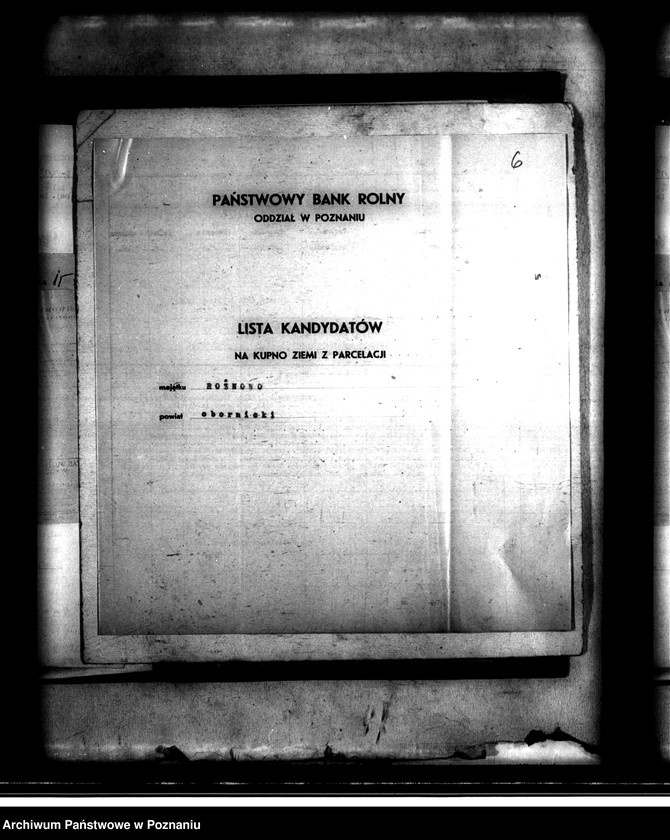 6
PAŃSTWOWY BANK ROLNY
ODDZIAŁ W POZNANIU
15
LISTA KANDYDATÓW
NA KUPNO ZIEMI Z PARCELACJI
majątku ROŻNOWO
powiat obornicki
Archiwum Państwowe w Poznaniu